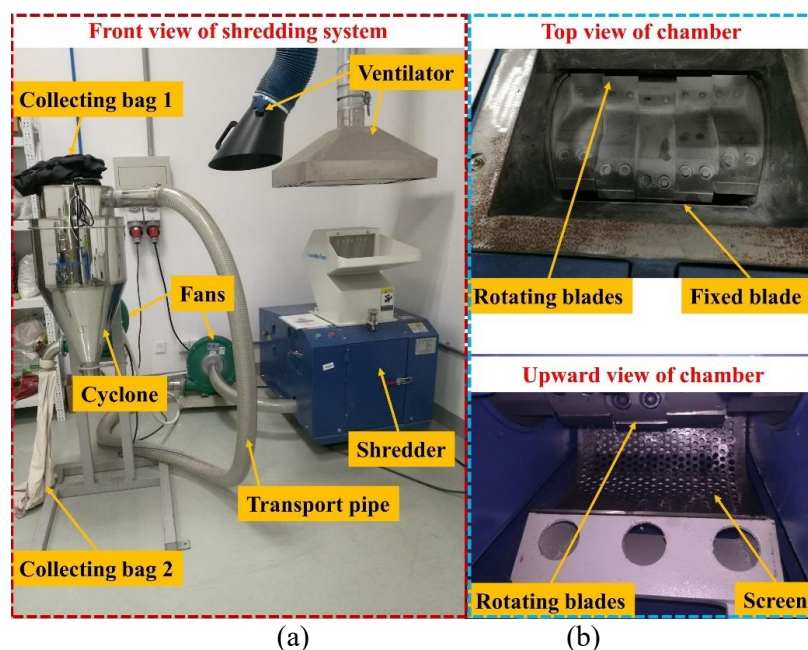 Front view of shredding system
Collecting bag 1
Ventilator
Fans
Cyclone
Shredder
Transport pipe
Collecting bag 2
Top view of chamber
Rotating blades
Fixed blade
Upward view of chamber
Rotating blades
Screen
(a)
(b)